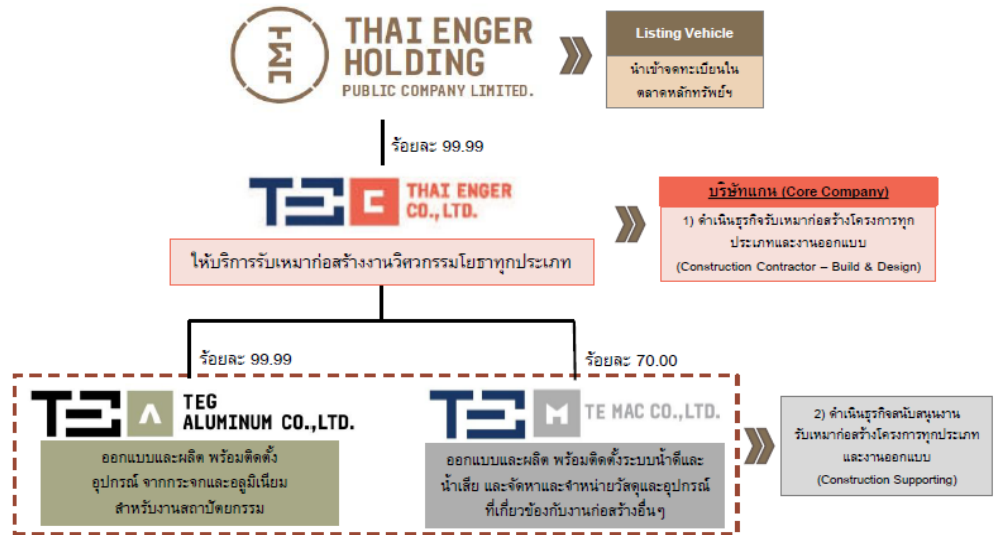 THAI ENGER
HOLDING
PUBLIC COMPANY LIMITED.
Listing Vehicle
นำเข้าจดทะเบียนใน
ตลาดหลักทรัพย์ฯ
ร้อยละ 99.99
TEC THAI ENGER
CO., LTD.
ให้บริการรับเหมาก่อสร้างงานวิศวกรรมโยธาทุกประเภท
บริษัทแกน (Core Company)
1) ดำเนินธุรกิจรับเหมาก่อสร้างโครงการทุก
ประเภทและงานออกแบบ
(Construction Contractor – Build & Design)
ร้อยละ 99.99
ร้อยละ 70.00
TEA TEG
ALUMINUM CO.,LTD.
ออกแบบและผลิต พร้อมติดตั้ง
อุปกรณ์ จากกระจกและอลูมิเนียม
สำหรับงานสถาปัตยกรรม
TEM TE MAC CO.,LTD.
ออกแบบและผลิต พร้อมติดตั้งระบบน้ำดีและ
น้ำเสีย และจัดหาและจำหน่ายวัสดุและอุปกรณ์
ที่เกี่ยวข้องกับงานก่อสร้างอื่นๆ
2) ดำเนินธุรกิจสนับสนุนงาน
รับเหมาก่อสร้างโครงการทุกประเภท
และงานออกแบบ
(Construction Supporting)